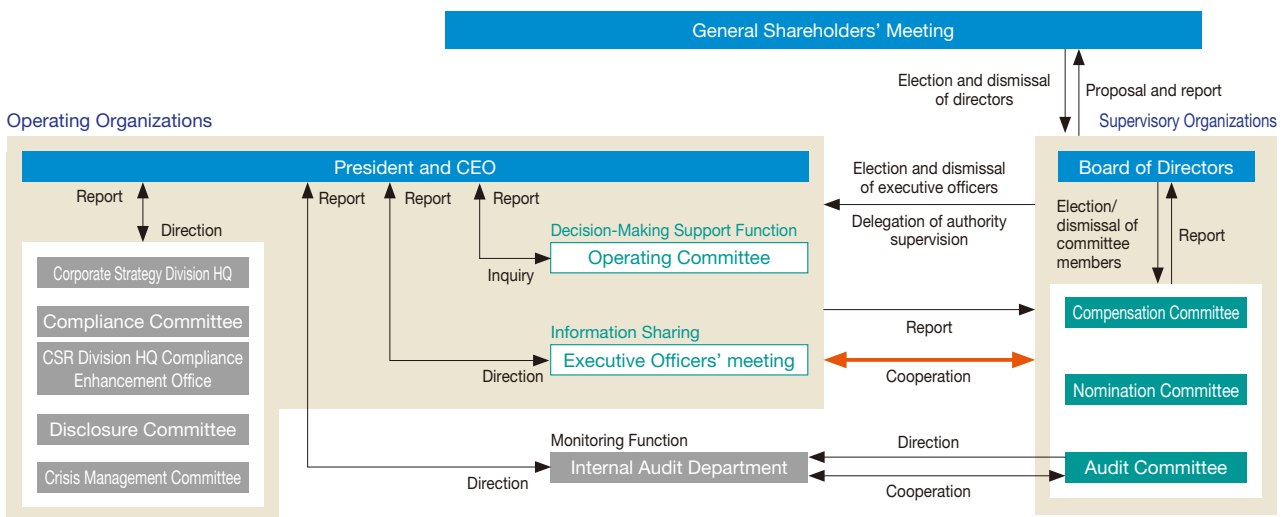 General Shareholders’ Meeting
Election and dismissal
of directors
Proposal and report
Operating Organizations
Supervisory Organizations
President and CEO
Board of Directors
Report
Direction
Report
Report
Report
Election and dismissal
of executive officers
Delegation of authority
supervision
Election/
dismissal of
committee
members
Report
Decision-Making Support Function
Operating Committee
Inquiry
Corporate Strategy Division HQ
Compliance Committee
CSR Division HQ Compliance
Enhancement Office
Disclosure Committee
Crisis Management Committee
Information Sharing
Executive Officers’ meeting
Direction
Report
Cooperation
Compensation Committee
Nomination Committee
Audit Committee
Monitoring Function
Internal Audit Department
Direction
Direction
Cooperation